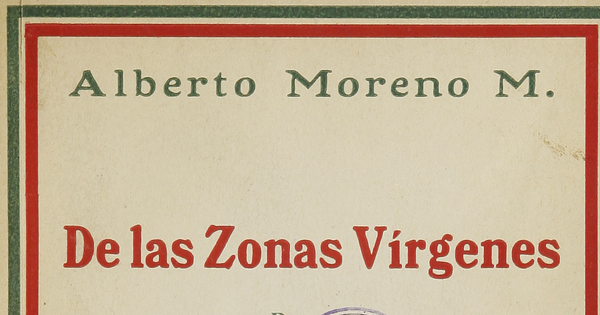 Alberto Moreno M.
De las Zonas Vírgenes